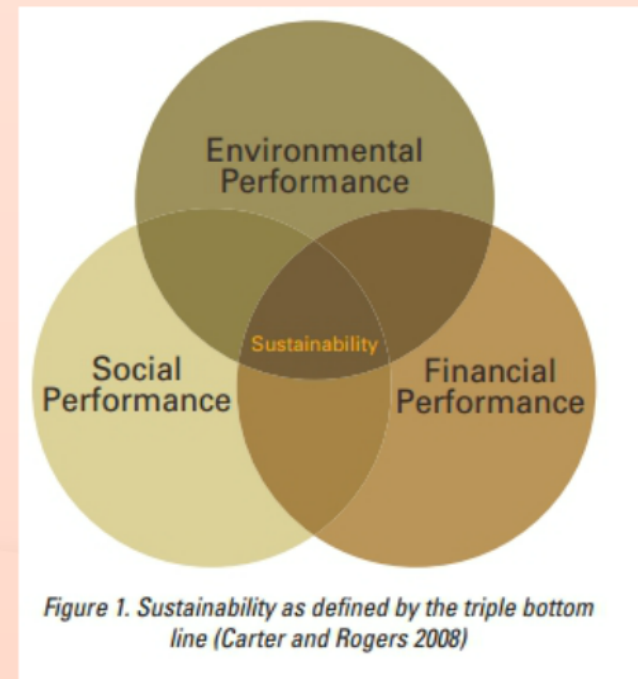 Environmental
Performance
Sustainability
Social
Performance
Financial
Performance
Figure 1. Sustainability as defined by the triple bottom
line (Carter and Rogers 2008)